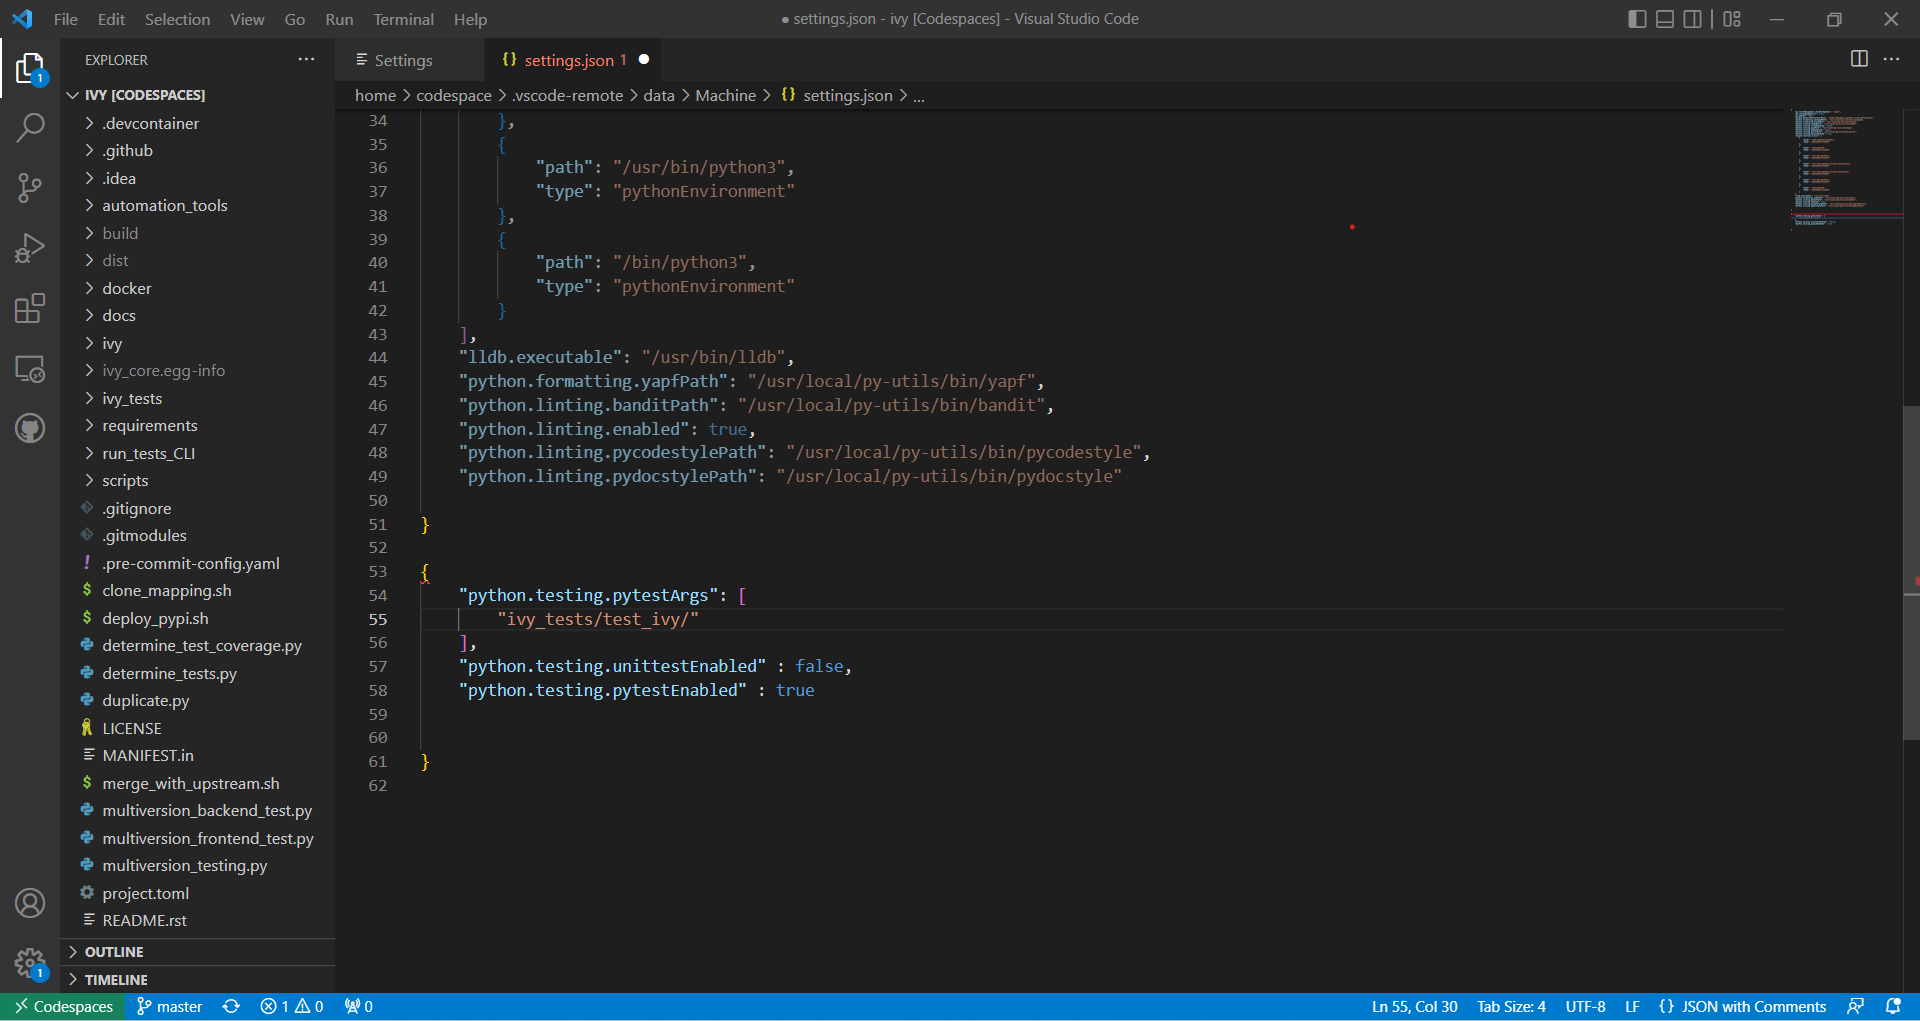 File Edit Selection View Go Run Terminal Help
● settings.json - ivy [Codespaces] - Visual Studio Code
EXPLORER
Settings
{} settings.json 1
home > codespace > .vscode-remote > data > Machine > {} settings.json > ...
1
IVY [CODESPACES]
.devcontainer
.github
.idea
automation_tools
build
dist
docker
docs
ivy
ivy_core.egg-info
ivy_tests
requirements
run_tests_CLI
scripts
.gitignore
.gitmodules
! .pre-commit-config.yaml
$ clone_mapping.sh
$ deploy_pypi.sh
determine_test_coverage.py
determine_tests.py
duplicate.py
LICENSE
MANIFEST.in
$ merge_with_upstream.sh
multiversion_backend_test.py
multiversion_frontend_test.py
multiversion_testing.py
project.toml
README.rst
OUTLINE
TIMELINE
1
34 },
35 {
36 "path": "/usr/bin/python3",
37 "type": "pythonEnvironment"
38 },
39 {
40 "path": "/bin/python3",
41 "type": "pythonEnvironment"
42 }
43 ],
44 "lldb.executable": "/usr/bin/lldb",
45 "python.formatting.yapfPath": "/usr/local/py-utils/bin/yapf",
46 "python.linting.banditPath": "/usr/local/py-utils/bin/bandit",
47 "python.linting.enabled": true,
48 "python.linting.pycodestylePath": "/usr/local/py-utils/bin/pycodestyle",
49 "python.linting.pydocstylePath": "/usr/local/py-utils/bin/pydocstyle"
50
51 }
52
53 {
54 "python.testing.pytestArgs": [
55 "ivy_tests/test_ivy/"
56 ],
57 "python.testing.unittestEnabled" : false,
58 "python.testing.pytestEnabled" : true
59
60
61 }
62
Codespaces master 1 0 0
Ln 55, Col 30 Tab Size: 4 UTF-8 LF {} JSON with Comments